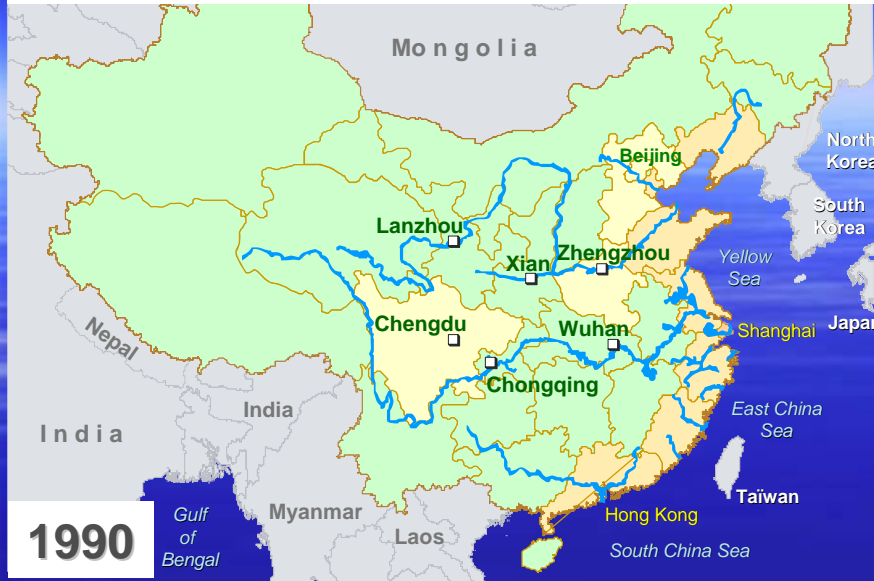 Mongolia
Beijing
North
Korea
South
Korea
Lanzhou
Xian
Zhengzhou
Yellow
Sea
Nepal
Chengdu
Wuhan
Shanghai
Japan
Chongqing
India
India
East China
Sea
Taïwan
Myanmar
Hong Kong
1990
Gulf
of
Bengal
Laos
South China Sea